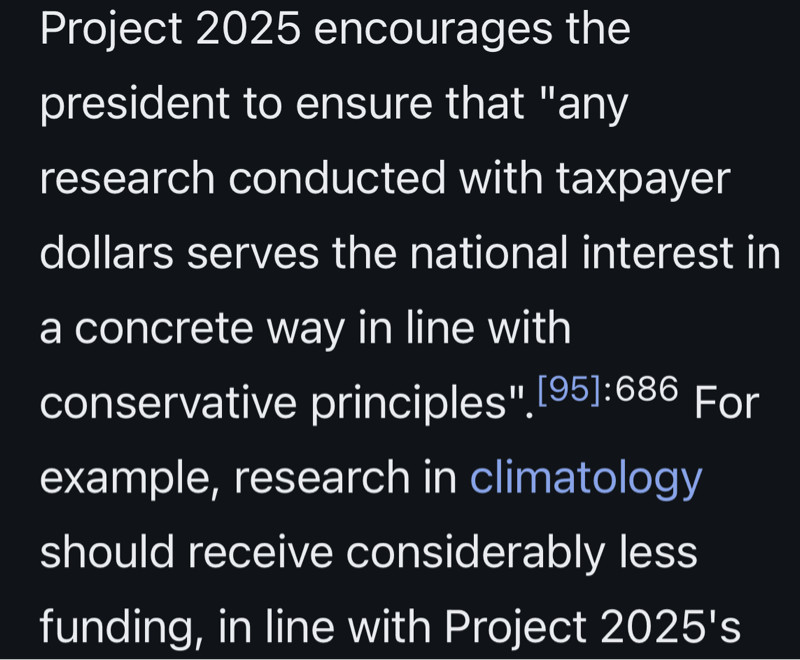 Project 2025 encourages the
president to ensure that "any
research conducted with taxpayer
dollars serves the national interest in
a concrete way in line with
conservative principles".[95]:686 For
example, research in climatology
should receive considerably less
funding, in line with Project 2025's